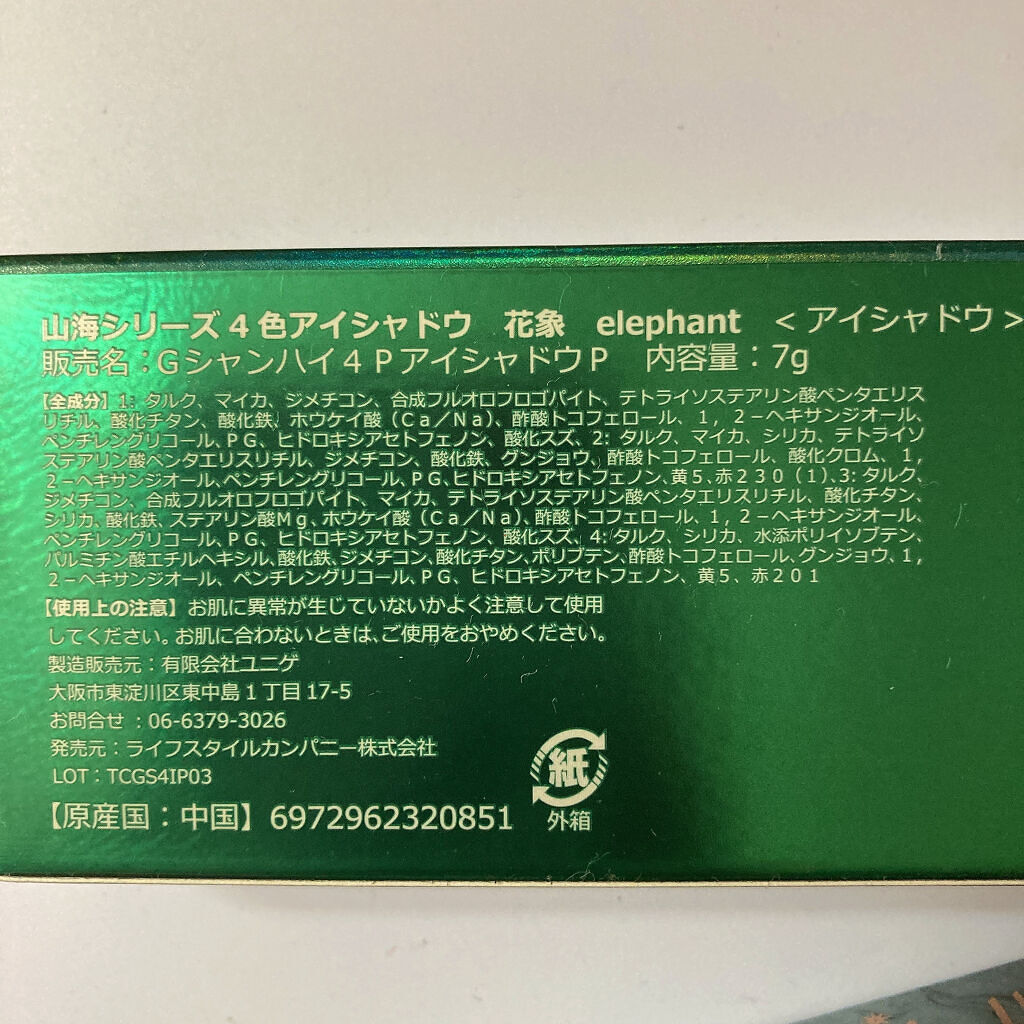 山海シリーズ4色アイシャドウ 花象 elephant <アイシャドウ>
販売名:Gシャンハイ4PアイシャドウP 内容量:7g
【全成分】1: タルク、マイカ、ジメチコン、合成フルオロフロゴパイト、テトライソステアリン酸ペンタエリス
リチル、酸化チタン、酸化鉄、ホウケイ酸(Ca/Na)、酢酸トコフェロール、1,2-ヘキサンジオール、
ペンチレングリコール、PG、ヒドロキシアセトフェノン、酸化スズ、2: タルク、マイカ、シリカ、テトライソ
ステアリン酸ペンタエリスリチル、ジメチコン、酸化鉄、グンジョウ、酢酸トコフェロール、酸化クロム、1,
2-ヘキサンジオール、ペンチレングリコール、PG、ヒドロキシアセトフェノン、黄5、赤230(1)、3: タルク、
ジメチコン、合成フルオロフロゴパイト、マイカ、テトライソステアリン酸ペンタエリスリチル、酸化チタン、
シリカ、酸化鉄、ステアリン酸Mg、ホウケイ酸(Ca/Na)、酢酸トコフェロール、1,2-ヘキサンジオール、
ペンチレングリコール、PG、ヒドロキシアセトフェノン、酸化スズ、4: タルク、シリカ、水添ポリイソブテン、
パルミチン酸エチルヘキシル、酸化鉄、ジメチコン、酸化チタン、ポリブテン、酢酸トコフェロール、グンジョウ、1,
2-ヘキサンジオール、ペンチレングリコール、PG、ヒドロキシアセトフェノン、黄5、赤201
【使用上の注意】お肌に異常が生じていないかよく注意して使用
してください。お肌に合わないときは、ご使用をおやめください。
製造販売元:有限会社ユニゲ
大阪市東淀川区東中島1丁目17-5
お問合せ:06-6379-3026
発売元:ライフスタイルカンパニー株式会社
LOT:TCGS4IP03
紙
【原産国:中国】6972962320851 外箱